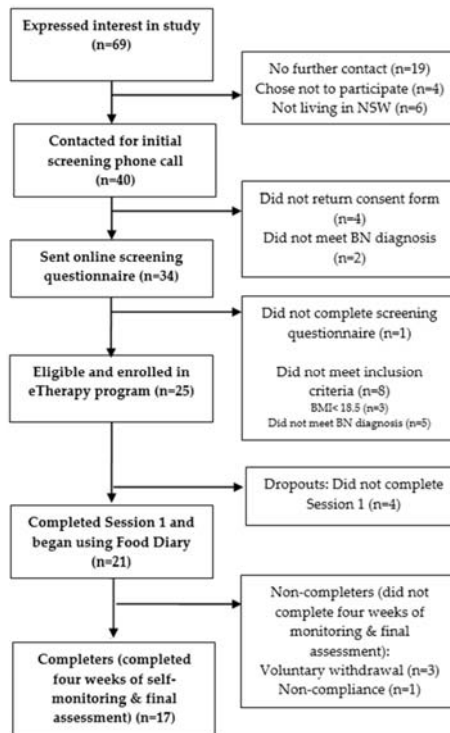 Expressed interest in study
(n=69)
No further contact (n=19)
Chose not to participate (n=4)
Not living in NSW (n=6)
Contacted for initial
screening phone call
(n=40)
Did not return consent form
(n=4)
Did not meet BN diagnosis
(n=2)
Sent online screening
questionnaire (n=34)
Did not complete screening
questionnaire (n=1)
Did not meet inclusion
criteria (n=8)
BMI< 18.5 (n=3)
Did not meet BN diagnosis (n=5)
Eligible and enrolled in
eTherapy program (n=25)
Dropouts: Did not complete
Session 1 (n=4)
Completed Session 1 and
began using Food Diary
(n=21)
Non-completers (did not
complete four weeks of
monitoring & final
assessment):
Voluntary withdrawal (n=3)
Non-compliance (n=1)
Completers (completed
four weeks of self-
monitoring & final
assessment) (n=17)